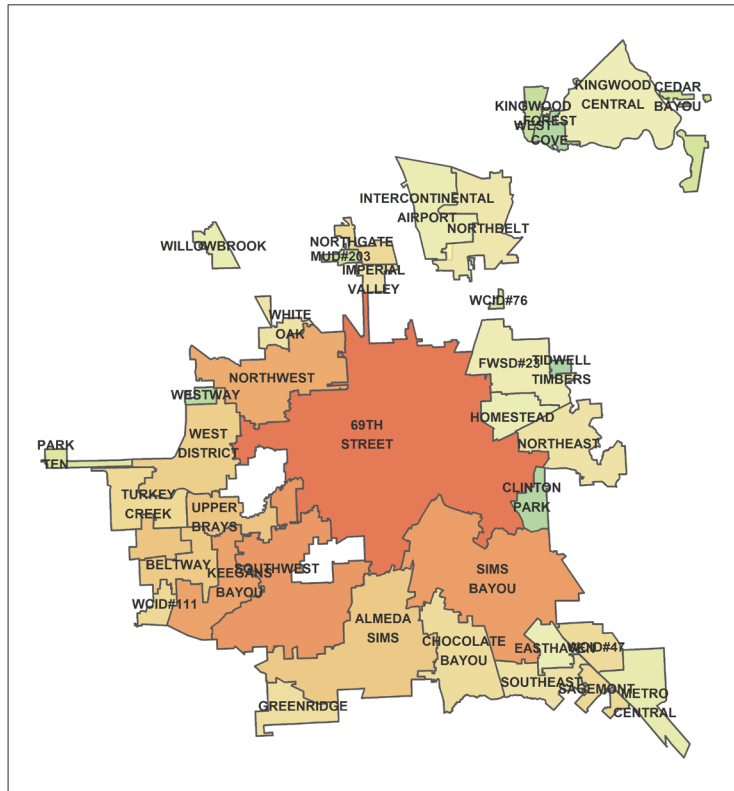 KINGWOOD
CENTRAL
CEDAR
BAYOU
KINGWOOD
WEST
FOREST
COVE
INTERCONTINENTAL
AIRPORT
NORTHBELT
WILLOWBROOK
NORTHGATE
MUD#203
IMPERIAL
VALLEY
WCID#76
WHITE
OAK
FWSD#23
TIDWELL
TIMBERS
NORTHWEST
WESTWAY
HOMESTEAD
69TH
STREET
WEST
DISTRICT
NORTHEAST
PARK
TEN
CLINTON
PARK
TURKEY
CREEK
UPPER
BRAYS
BELTWAY
KEEGANS
BAYOU
SOUTHWEST
SIMS
BAYOU
WCID#111
ALMEDA
SIMS
CHOCOLATE
BAYOU
EASTHAVEN
WCID#47
SOUTHEAST
SAGEMONT
METRO
CENTRAL
GREENRIDGE